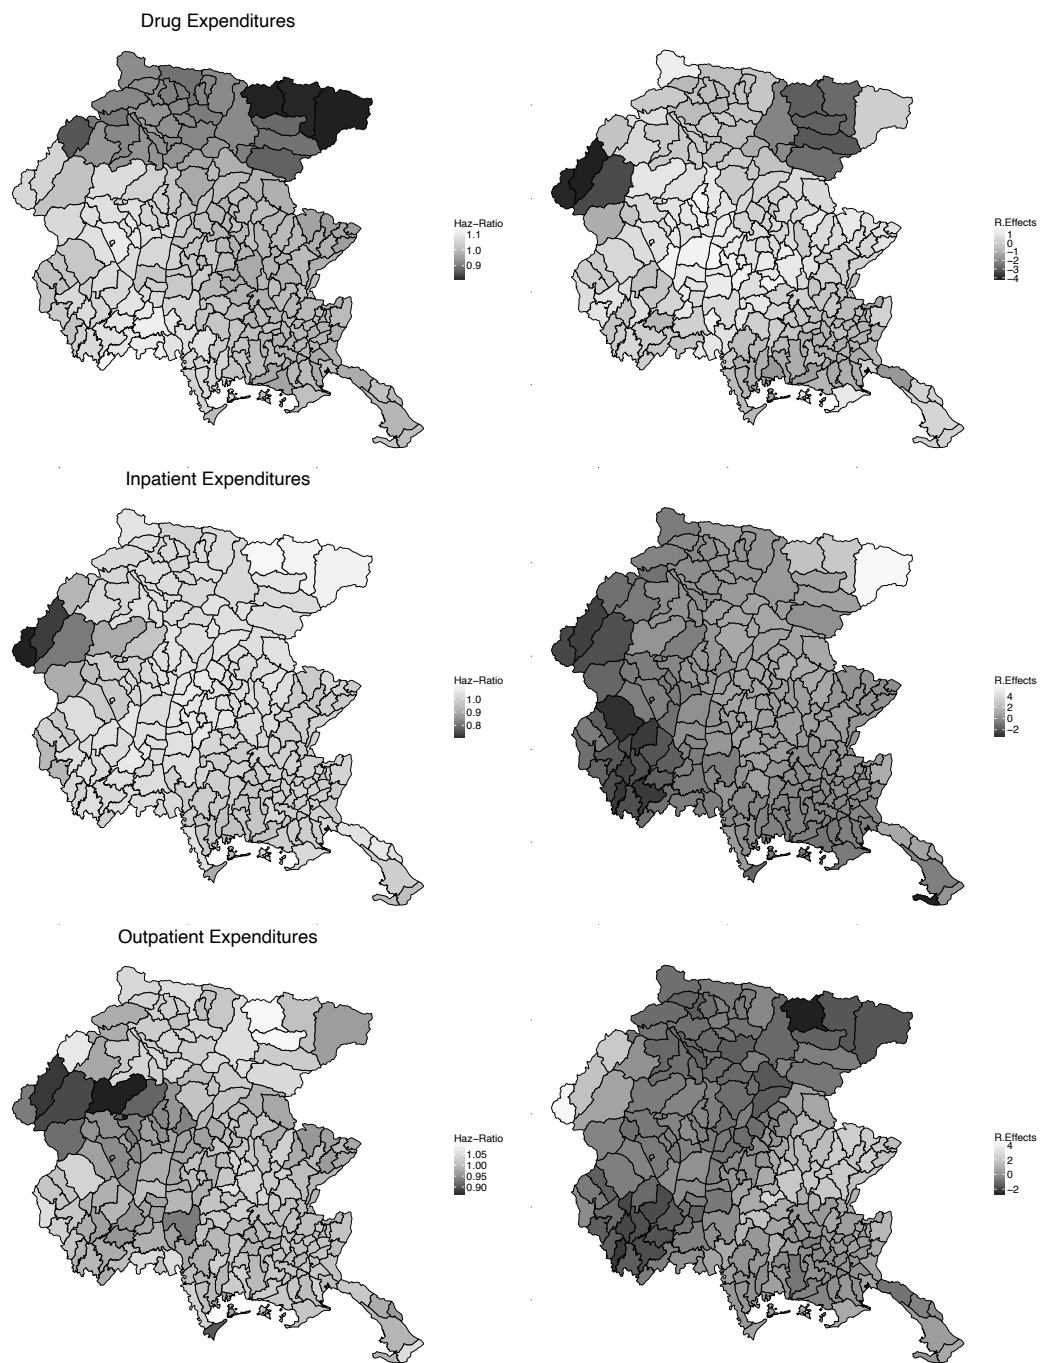 Drug Expenditures
Haz-Ratio
1.1
1.0
0.9
R.Effects
1
0
-1
-2
-3
-4
Inpatient Expenditures
Haz-Ratio
1.0
0.9
0.8
R.Effects
4
2
0
-2
Outpatient Expenditures
Haz-Ratio
1.05
1.00
0.95
0.90
R.Effects
4
2
0
-2